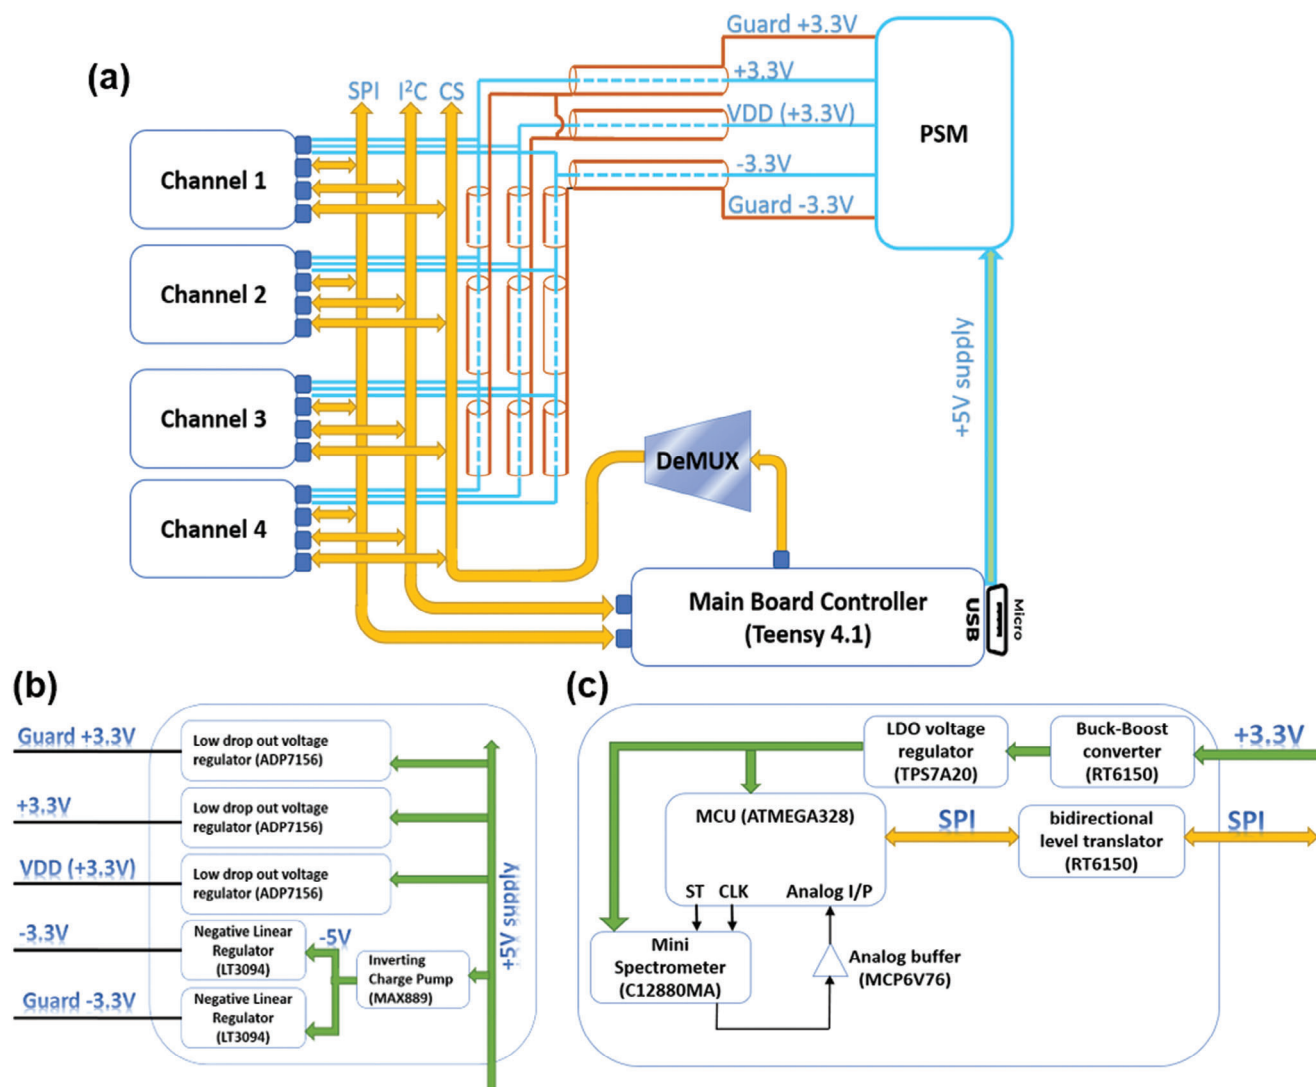 (a)
SPI
I²C
CS
Guard +3.3V
+3.3V
VDD (+3.3V)
-3.3V
Guard -3.3V
PSM
Channel 1
Channel 2
Channel 3
Channel 4
+5V supply
DeMUX
Main Board Controller
(Teensy 4.1)
USB
Micro
(b)
Guard +3.3V
+3.3V
VDD (+3.3V)
-3.3V
Guard -3.3V
Low drop out voltage
regulator (ADP7156)
Low drop out voltage
regulator (ADP7156)
Low drop out voltage
regulator (ADP7156)
Negative Linear
Regulator
(LT3094)
Negative Linear
Regulator
(LT3094)
-5V
Inverting
Charge Pump
(MAX889)
+5V supply
(c)
LDO voltage
regulator
(TPS7A20)
Buck-Boost
converter
(RT6150)
+3.3V
MCU (ATMEGA328)
SPI
bidirectional
level translator
(RT6150)
SPI
ST
CLK
Analog I/P
Mini
Spectrometer
(C12880MA)
Analog buffer
(MCP6V76)